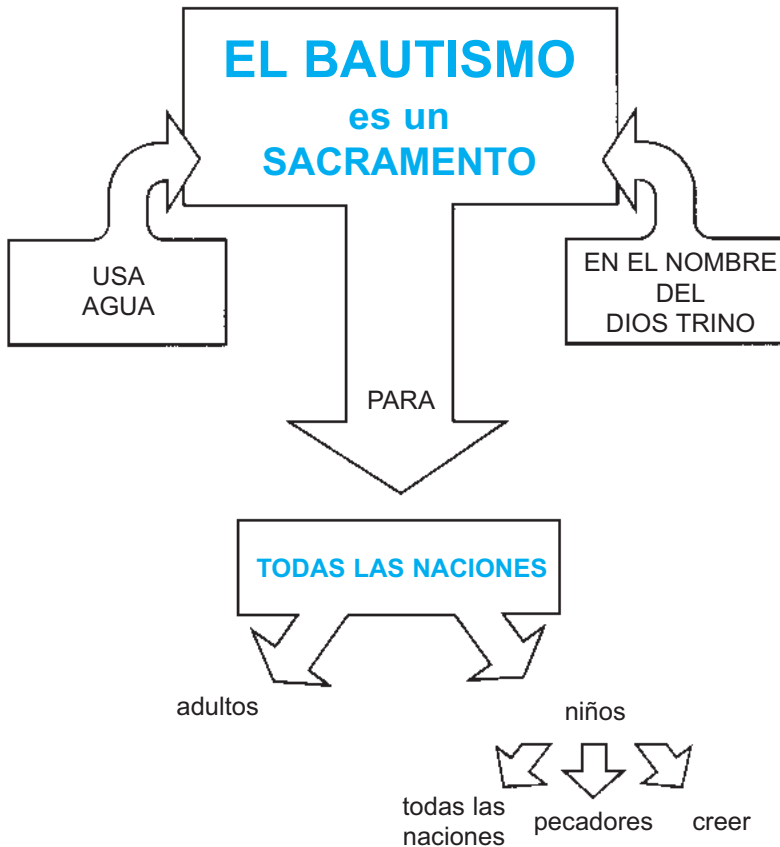 EL BAUTISMO
es un
SACRAMENTO
USA
AGUA
EN EL NOMBRE
DEL
DIOS TRINO
PARA
TODAS LAS NACIONES
adultos
niños
todas las
naciones
pecadores
creer